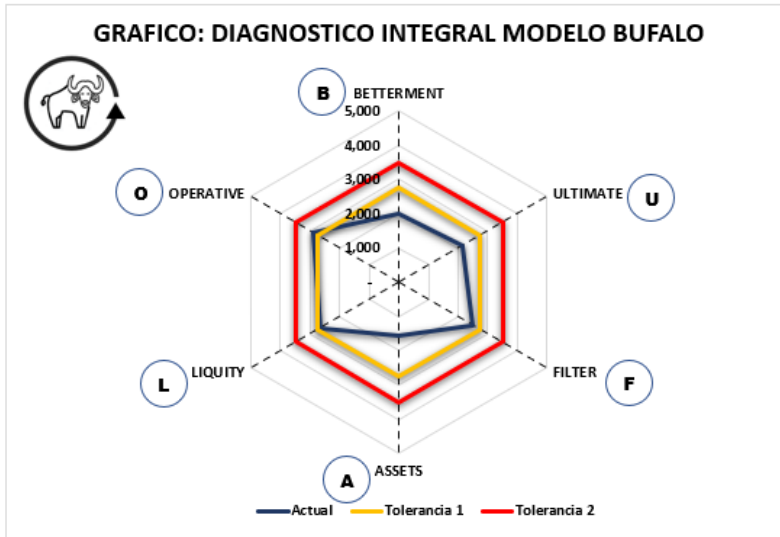 GRAFICO: DIAGNOSTICO INTEGRAL MODELO BUFALO
B BETTERMENT
5,000
4,000
3,000
2,000
1,000
-
O OPERATIVE
ULTIMATE U
L LIQUITY
FILTER F
A ASSETS
Actual Tolerancia 1 Tolerancia 2